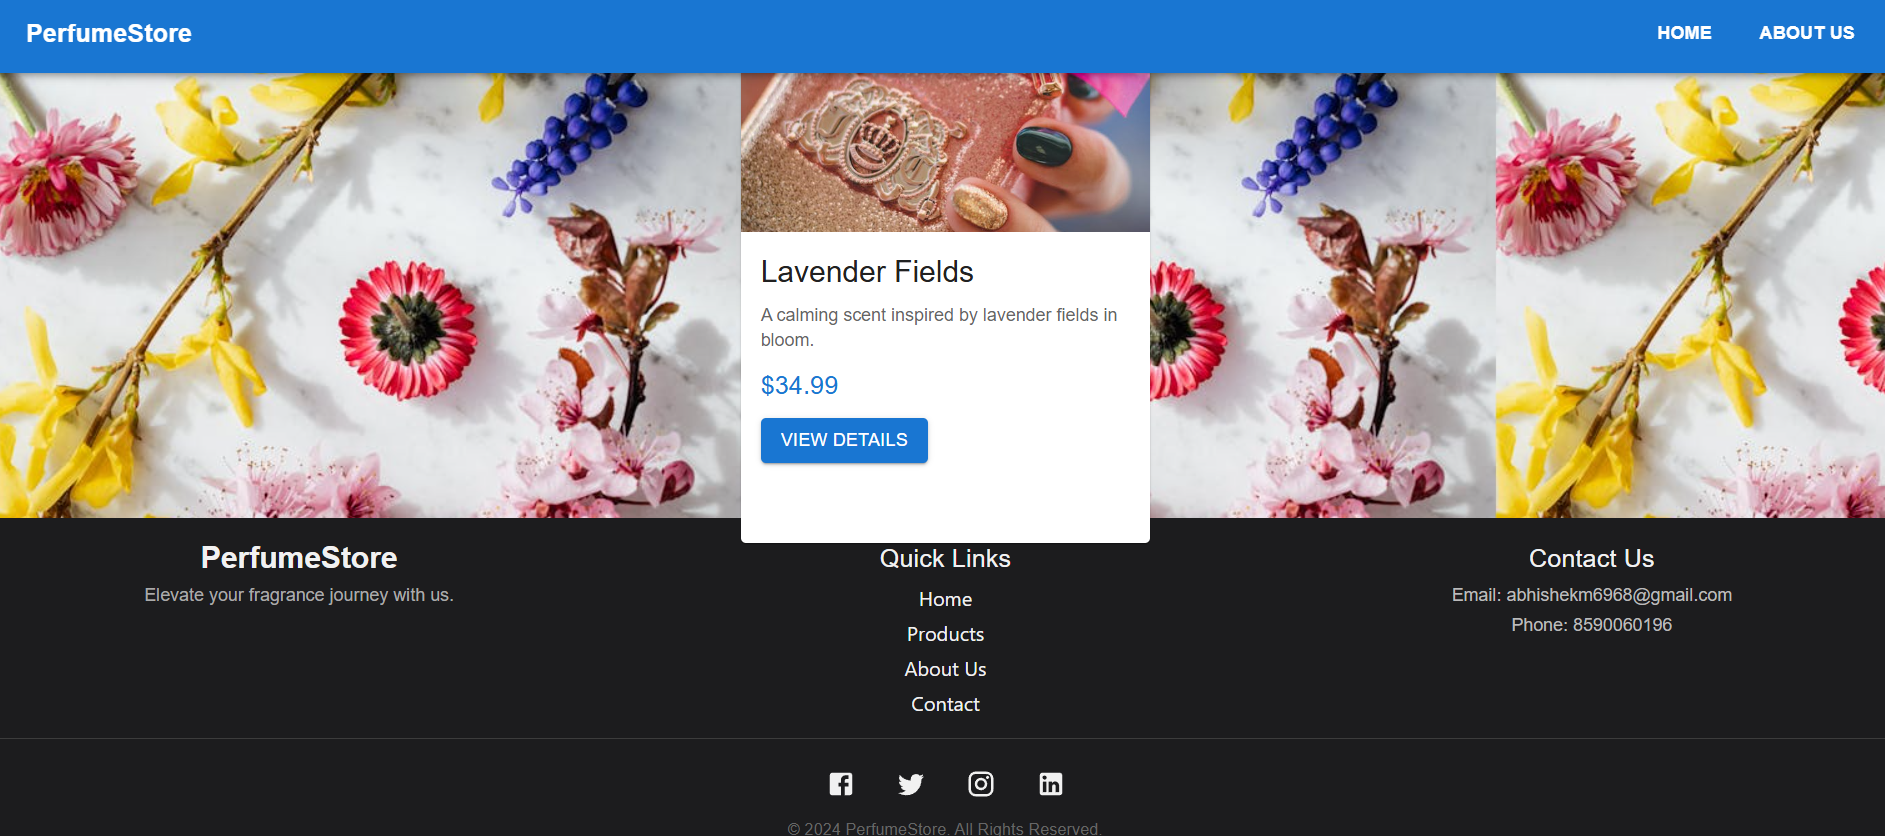 PerfumeStore
HOME
ABOUT US
Lavender Fields
A calming scent inspired by lavender fields in
bloom.
$34.99
VIEW DETAILS
PerfumeStore
Elevate your fragrance journey with us.
Quick Links
Home
Products
About Us
Contact
Contact Us
Email: abhishekm6968@gmail.com
Phone: 8590060196
© 2024 PerfumeStore. All Rights Reserved.